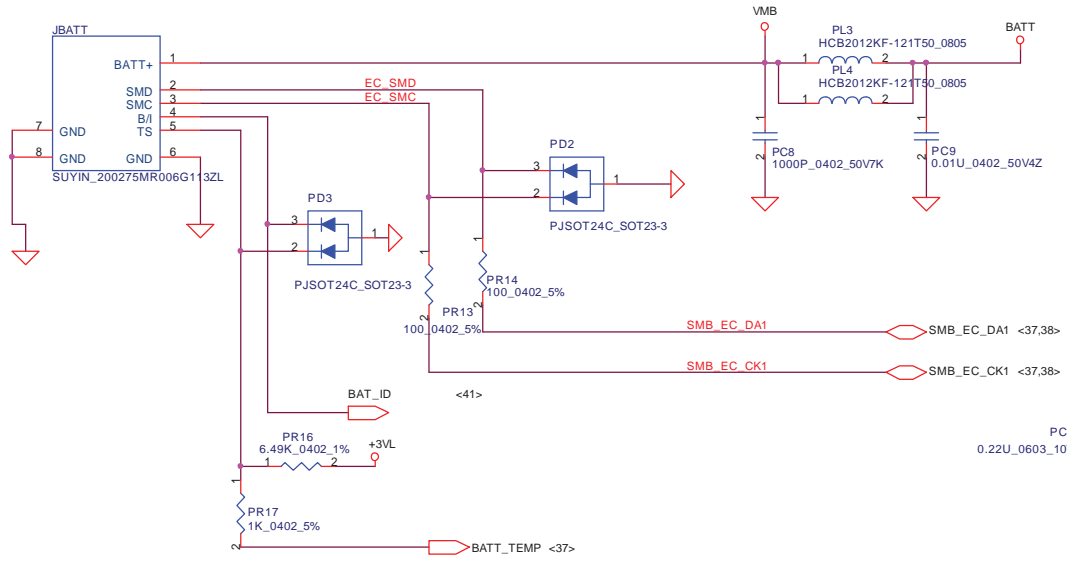 JBATT
BATT+
SMD
SMC
B/I
TS
GND
GND
GND
1
2
3
4
5
6
7
8
SUYIN_200275MR006G113ZL
EC_SMD
EC_SMC
VMB
PL3
HCB2012KF-121T50_0805
1
2
PL4
HCB2012KF-121T50_0805
1
2
BATT
1
2
PC8
1000P_0402_50V7K
1
2
PC9
0.01U_0402_50V4Z
PD2
3
2
1
PJSOT24C_SOT23-3
PD3
3
2
1
PJSOT24C_SOT23-3
1
PR14
100_0402_5%
2
1
PR13
100_0402_5%
2
SMB_EC_DA1
SMB_EC_DA1 <37,38>
SMB_EC_CK1
SMB_EC_CK1 <37,38>
BAT_ID
<41>
PR16
6.49K_0402_1%
1
2
+3VL
1
PR17
1K_0402_5%
2
BATT_TEMP <37>
PC
0.22U_0603_10